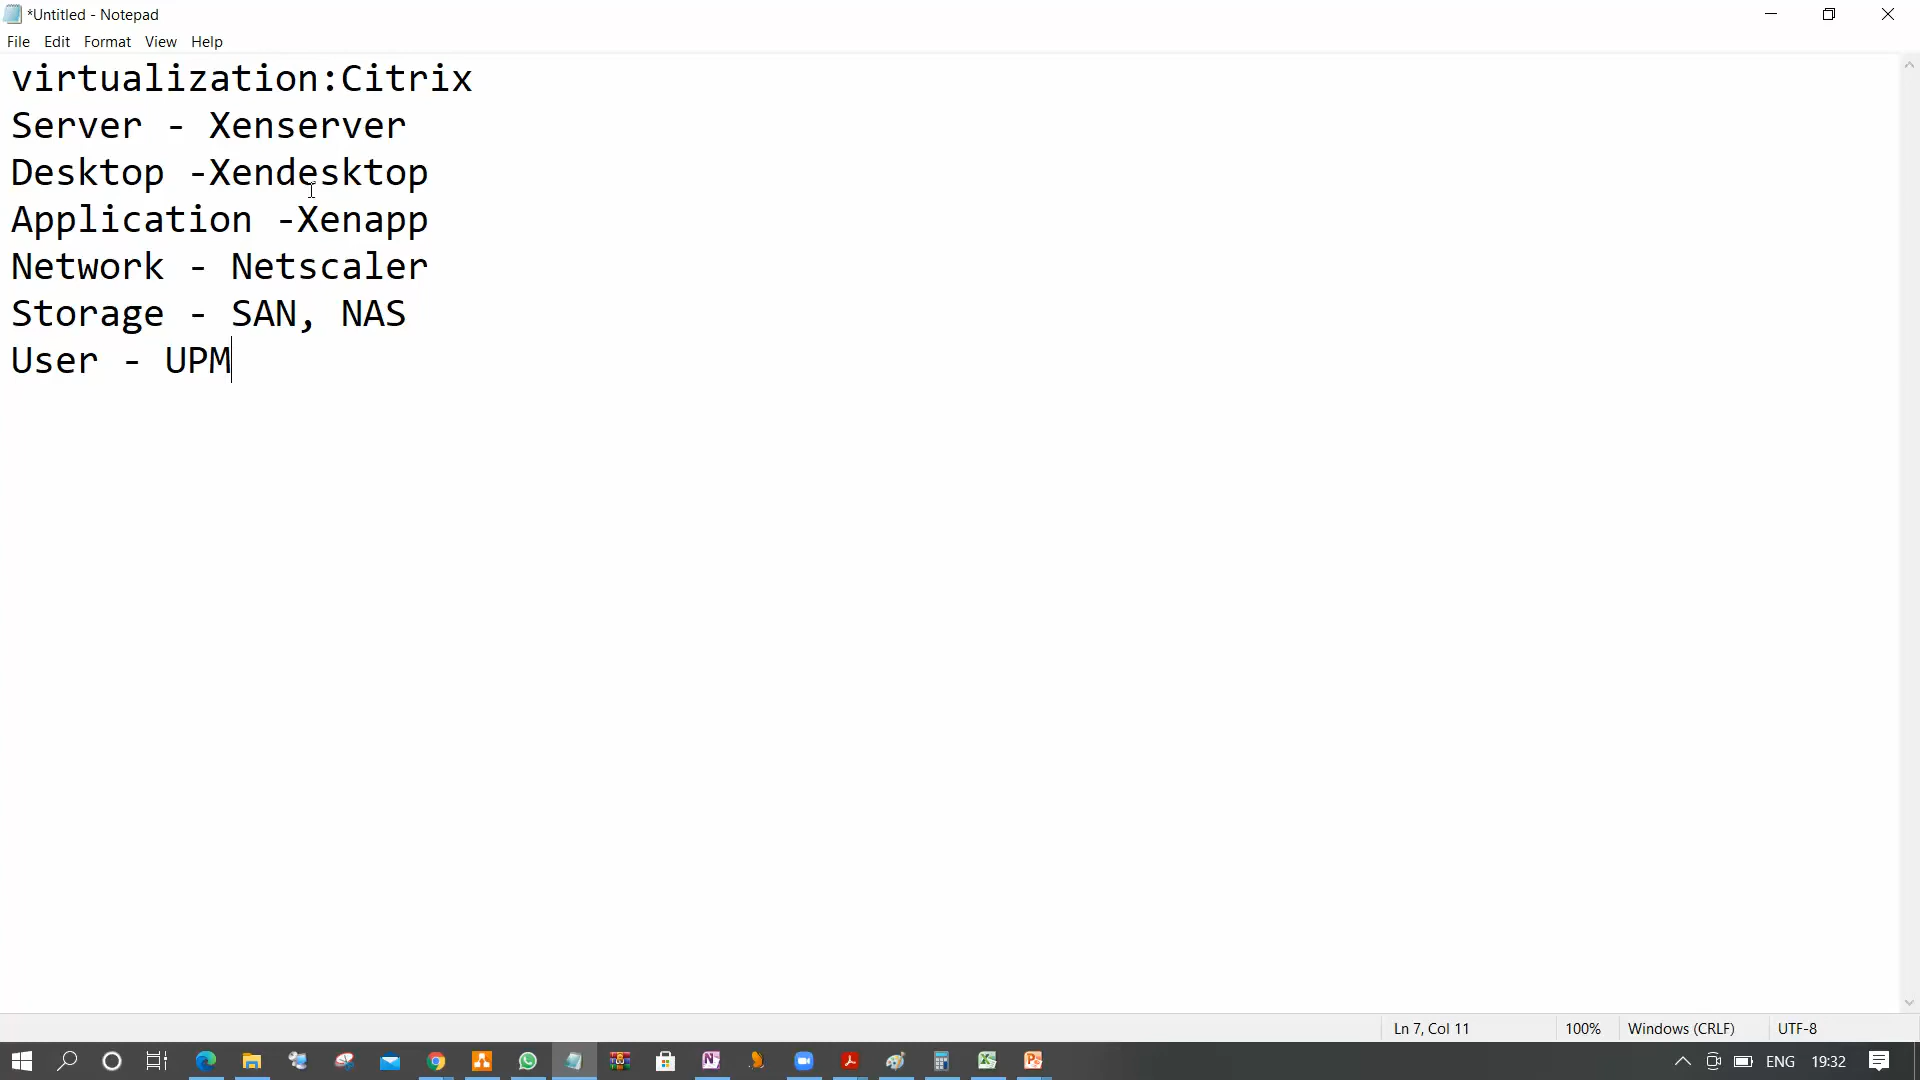 *Untitled - Notepad
File Edit Format View Help
virtualization:Citrix
Server - Xenserver
Desktop -Xendesktop
Application -Xenapp
Network - Netscaler
Storage - SAN, NAS
User - UPM
Ln 7, Col 11 100% Windows (CRLF) UTF-8
ENG 19:32